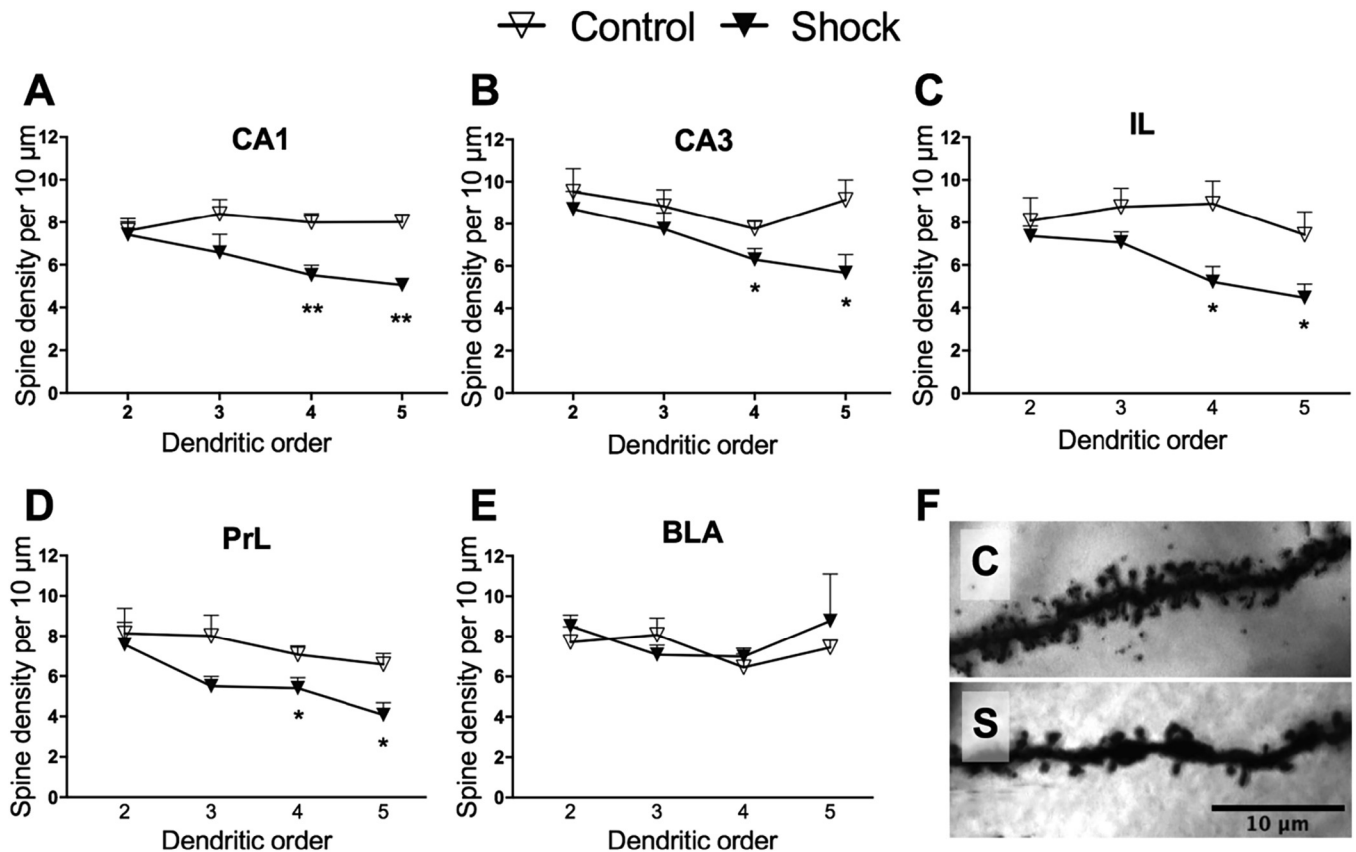 Control Shock
A
CA1
Spine density per 10 µm
12
10
8
6
4
2
0
2 3 4 5
Dendritic order
** **
B
CA3
Spine density per 10 µm
12
10
8
6
4
2
0
2 3 4 5
Dendritic order
* *
C
IL
Spine density per 10 µm
12
10
8
6
4
2
0
2 3 4 5
Dendritic order
* *
D
PrL
Spine density per 10 µm
12
10
8
6
4
2
0
2 3 4 5
Dendritic order
* *
E
BLA
Spine density per 10 µm
12
10
8
6
4
2
0
2 3 4 5
Dendritic order
F
C
S
10 µm